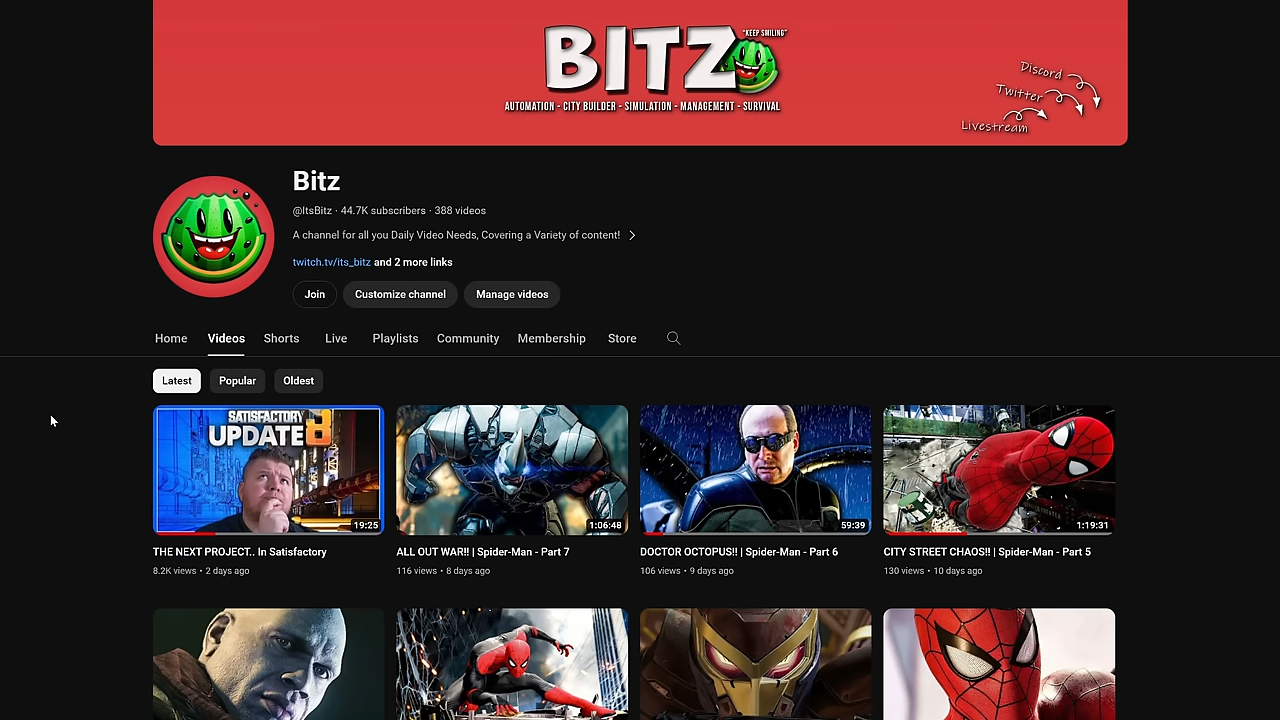 BITZ
"KEEP SMILING"
AUTOMATION - CITY BUILDER - SIMULATION - MANAGEMENT - SURVIVAL
Discord
Twitter
Livestream
Bitz
@ItsBitz · 44.7K subscribers · 388 videos
A channel for all you Daily Video Needs, Covering a Variety of content!
twitch.tv/its_bitz and 2 more links
Join Customize channel Manage videos
Home Videos Shorts Live Playlists Community Membership Store
Latest Popular Oldest
SATISFACTORY
UPDATE 8
19:25 1:06:48 59:39 1:19:31
THE NEXT PROJECT.. In Satisfactory
8.2K views • 2 days ago
ALL OUT WAR!! | Spider-Man - Part 7
116 views • 8 days ago
DOCTOR OCTOPUS!! | Spider-Man - Part 6
106 views • 9 days ago
CITY STREET CHAOS!! | Spider-Man - Part 5
130 views • 10 days ago